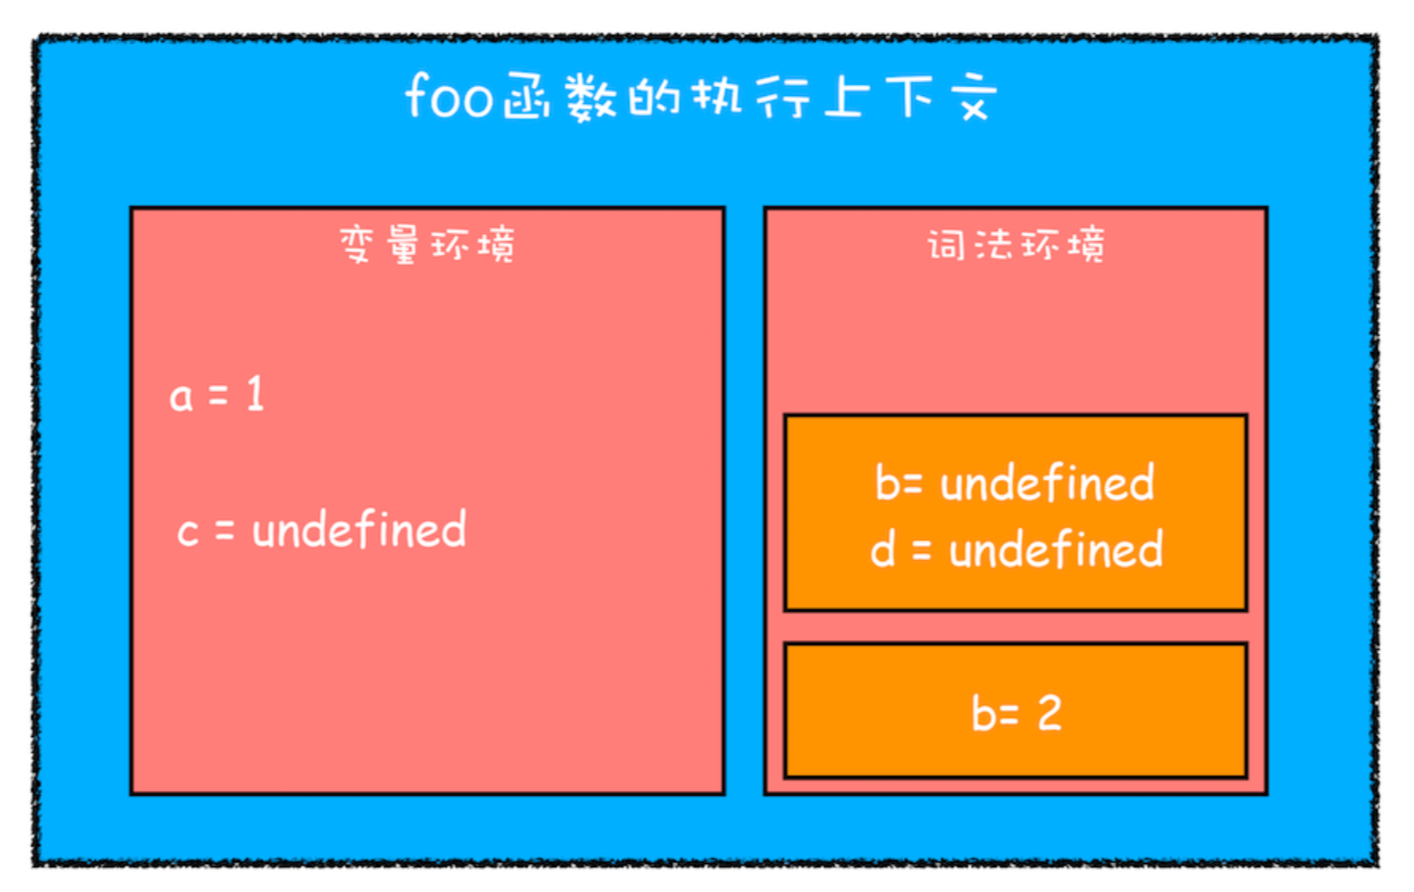 foo函数的执行上下文
变量环境
a = 1
c = undefined
词法环境
b= undefined
d = undefined
b= 2